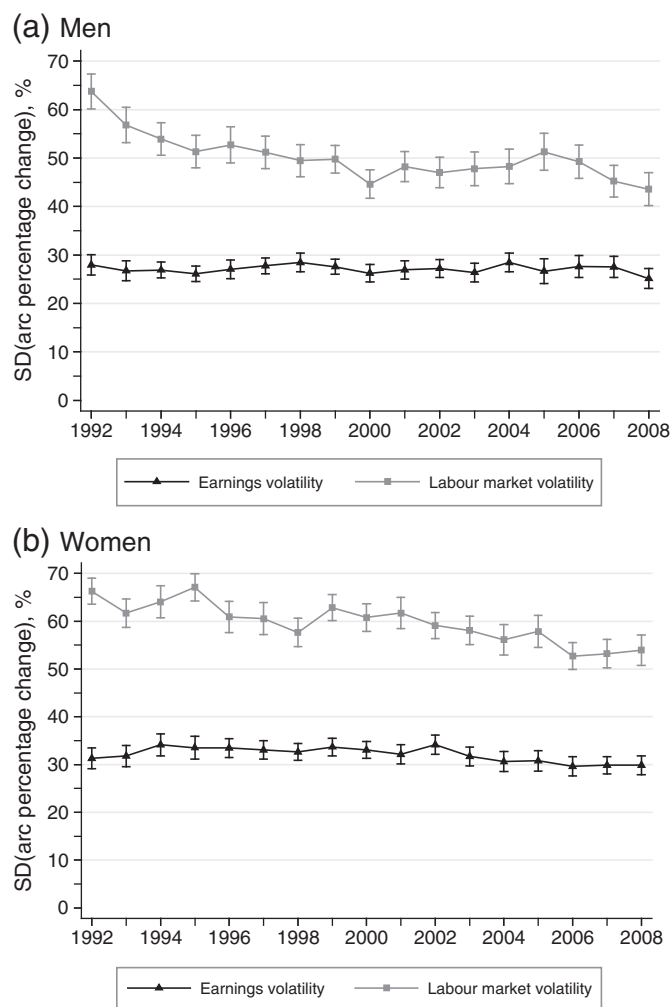 (a) Men
SD(arc percentage change), %
70
60
50
40
30
20
10
0
1992 1994 1996 1998 2000 2002 2004 2006 2008
Earnings volatility Labour market volatility
(b) Women
SD(arc percentage change), %
70
60
50
40
30
20
10
0
1992 1994 1996 1998 2000 2002 2004 2006 2008
Earnings volatility Labour market volatility